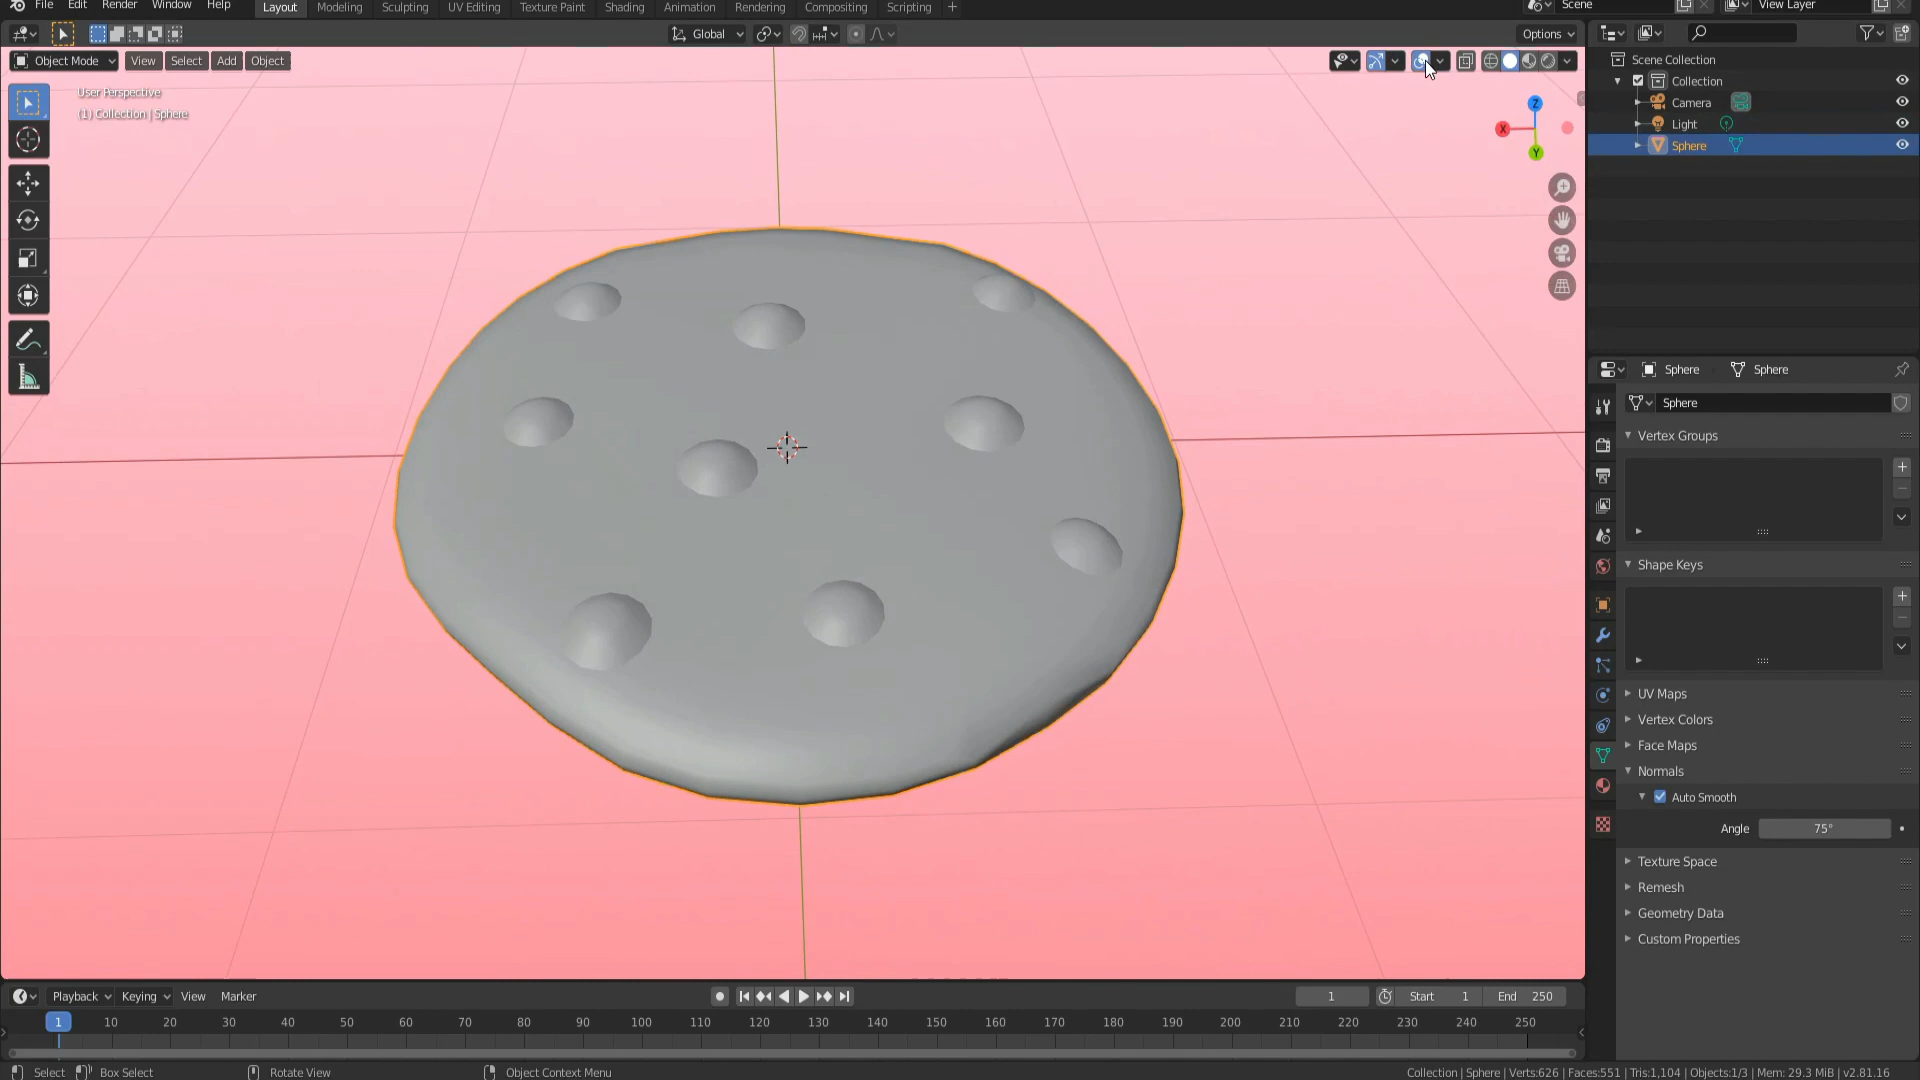 File Edit Render Window Help Layout Modeling Sculpting UV Editing Texture Paint Shading Animation Rendering Compositing Scripting + Scene View Layer
Global Options
Object Mode View Select Add Object
User Perspective
(1) Collection | Sphere
Z
X
Y
Scene Collection
Collection
Camera
Light
Sphere
Sphere Sphere
Sphere
Vertex Groups
Shape Keys
UV Maps
Vertex Colors
Face Maps
Normals
Auto Smooth
Angle 75°
Texture Space
Remesh
Geometry Data
Custom Properties
Playback Keying View Marker 1 Start 1 End 250
1 10 20 30 40 50 60 70 80 90 100 110 120 130 140 150 160 170 180 190 200 210 220 230 240 250
Select Box Select Rotate View Object Context Menu Collection | Sphere | Verts:626 | Faces:551 | Tris:1,104 | Objects:1/3 | Mem: 29.3 MiB | v2.81.16